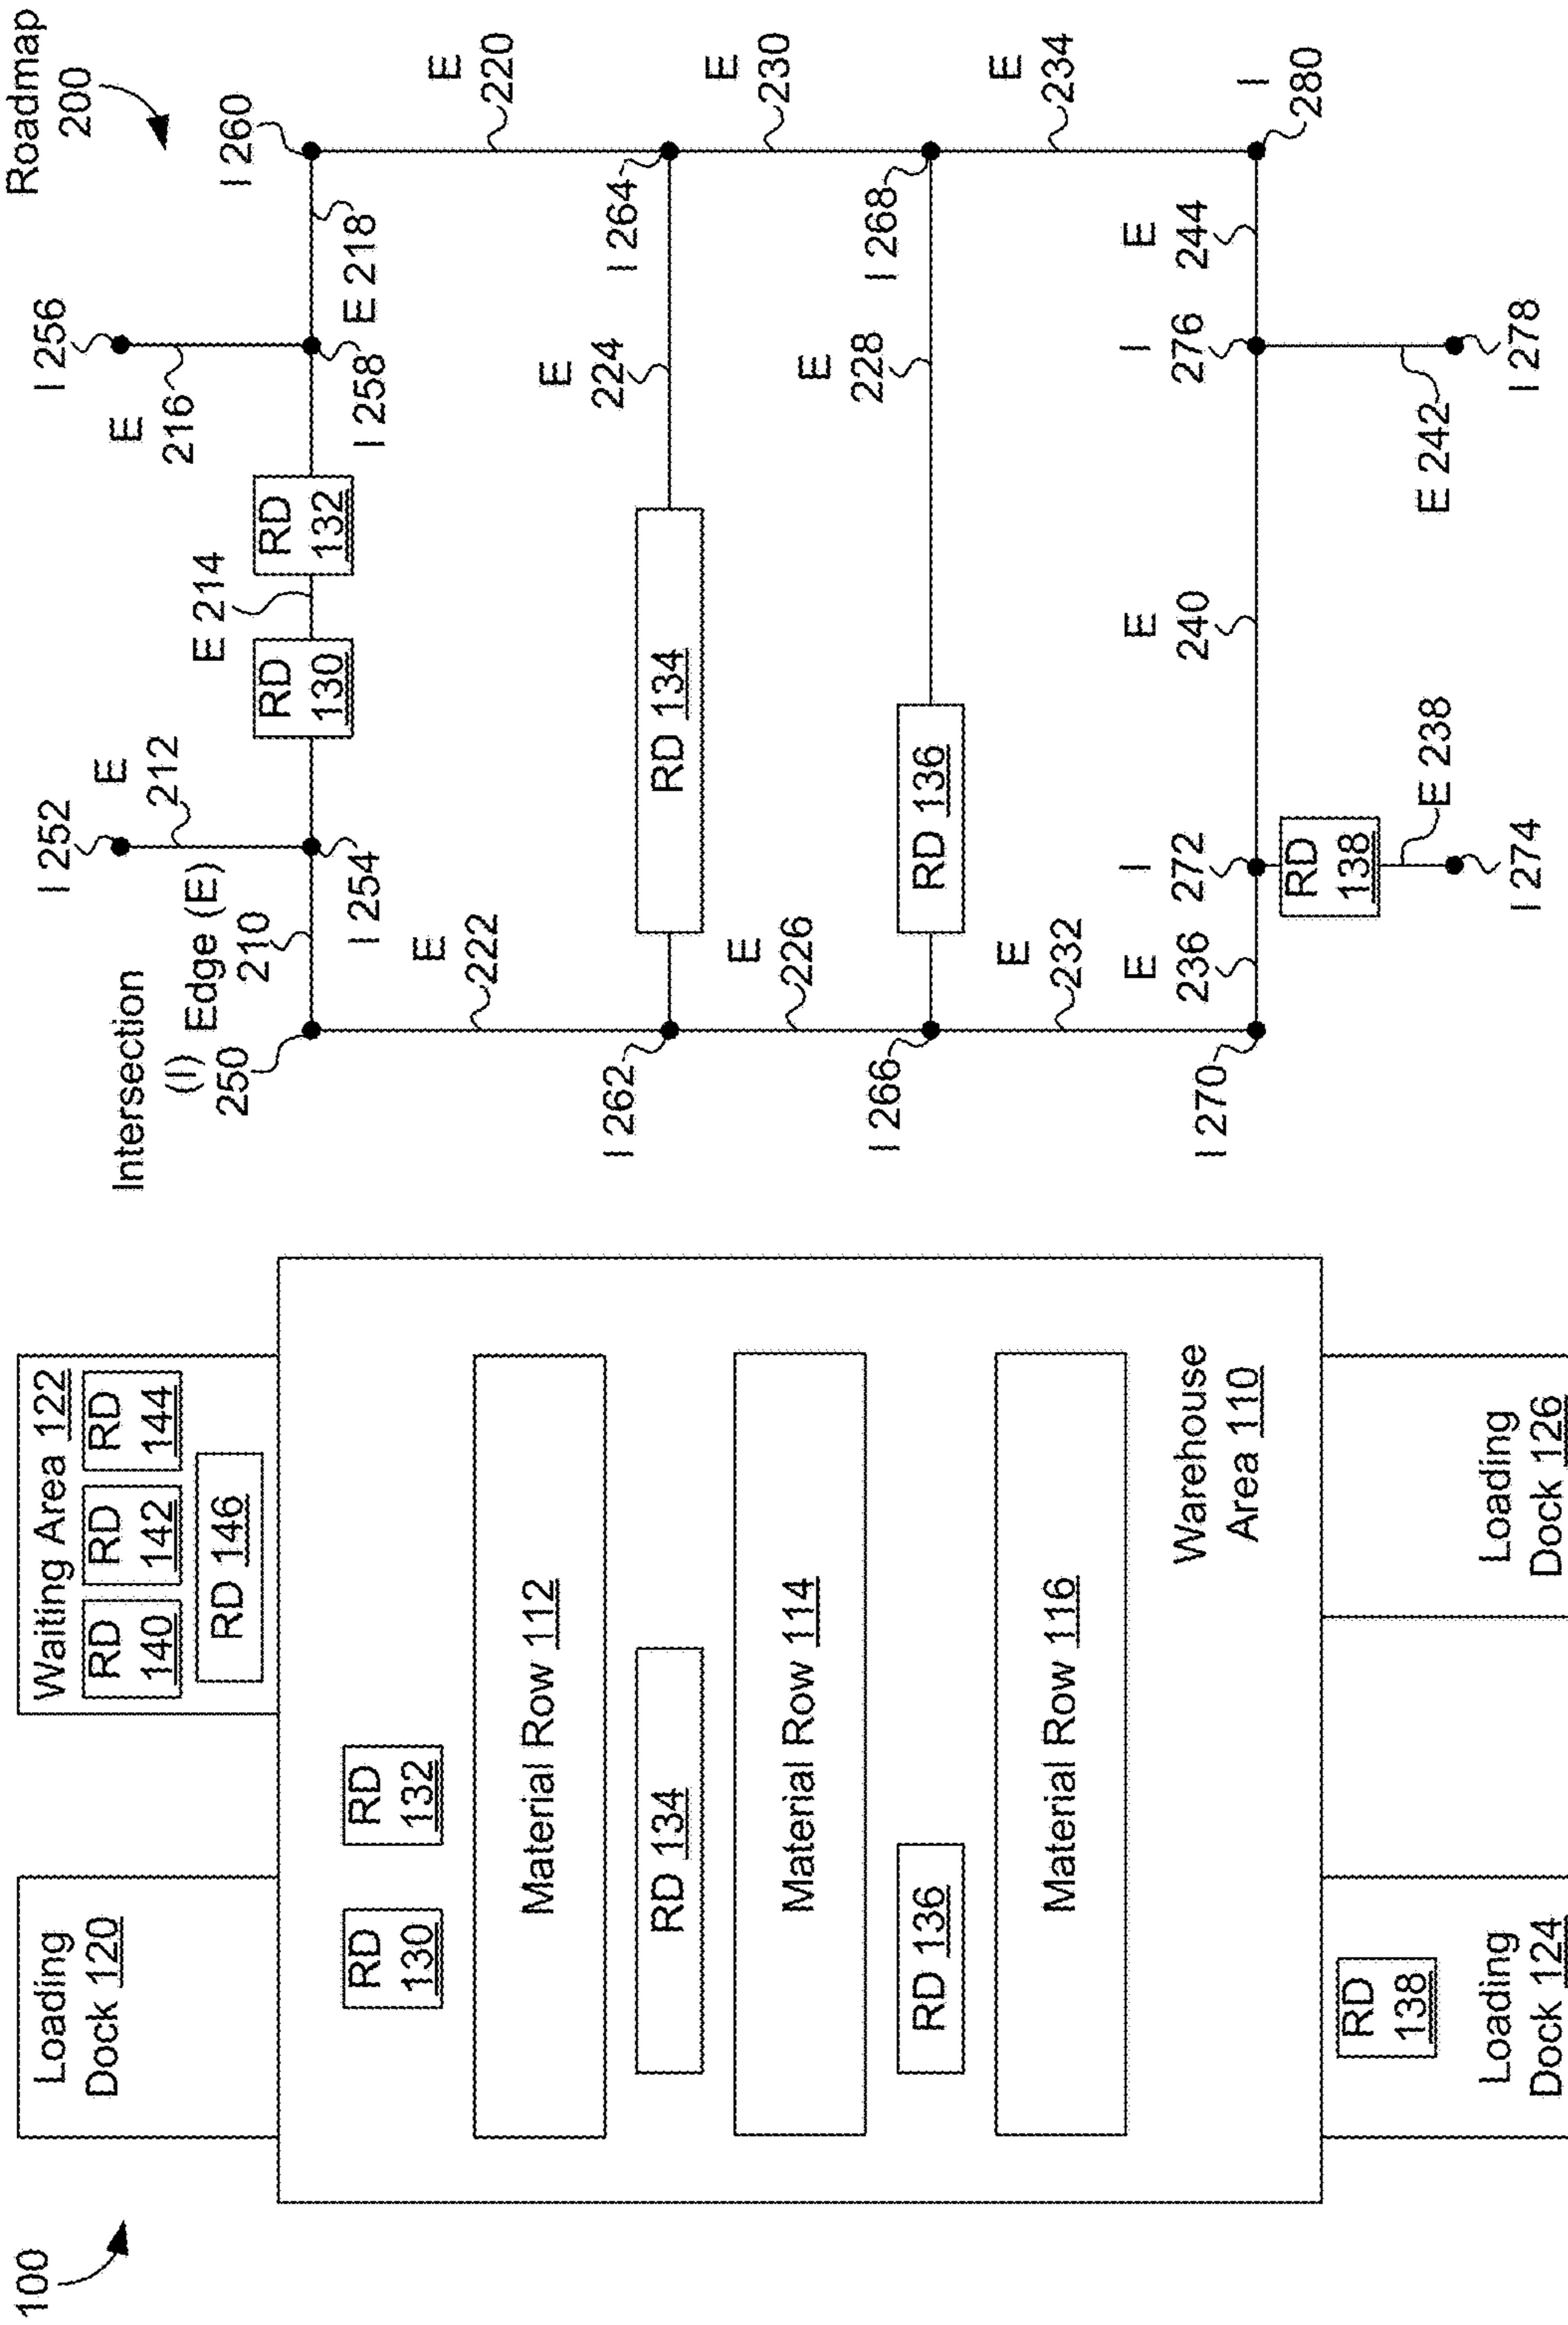 100
Loading
Dock 120
Waiting Area 122
RD
140
RD
142
RD
144
RD 146
RD
130
RD
132
Material Row 112
RD 134
Material Row 114
RD 136
Material Row 116
Warehouse
Area 110
RD
138
Loading
Dock 124
Loading
Dock 126
Roadmap
200
Intersection
(I)
250
Edge (E)
210
I 252
E
212
I 254
E 214
RD
130
RD
132
I 256
E
216
I 258
E 218
I 260
E
222
E
220
I 262
RD 134
E
224
I 264
E
226
E
230
I 266
RD 136
E
228
I 268
E
232
E
234
I 270
E
236
I
272
E
240
I
276
E
244
I
280
RD
138
E 238
I 274
E 242
I 278